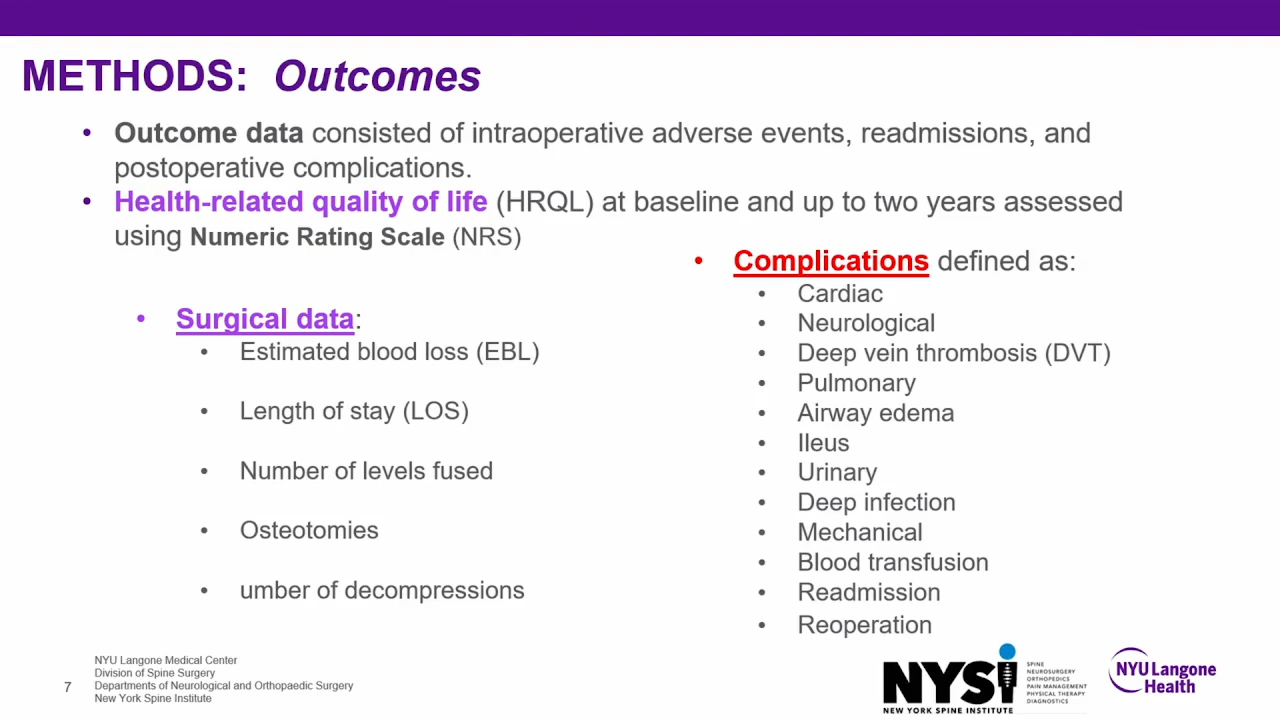 METHODS: Outcomes
• Outcome data consisted of intraoperative adverse events, readmissions, and
postoperative complications.
• Health-related quality of life (HRQL) at baseline and up to two years assessed
using Numeric Rating Scale (NRS)
• Surgical data:
• Estimated blood loss (EBL)
• Length of stay (LOS)
• Number of levels fused
• Osteotomies
• umber of decompressions
• Complications defined as:
• Cardiac
• Neurological
• Deep vein thrombosis (DVT)
• Pulmonary
• Airway edema
• Ileus
• Urinary
• Deep infection
• Mechanical
• Blood transfusion
• Readmission
• Reoperation
7
NYU Langone Medical Center
Division of Spine Surgery
Departments of Neurological and Orthopaedic Surgery
New York Spine Institute
NYSi
NEW YORK SPINE INSTITUTE
SPINE
NEUROSURGERY
ORTHOPEDICS
PAIN MANAGEMENT
PHYSICAL THERAPY
DIAGNOSTICS
NYU Langone
Health